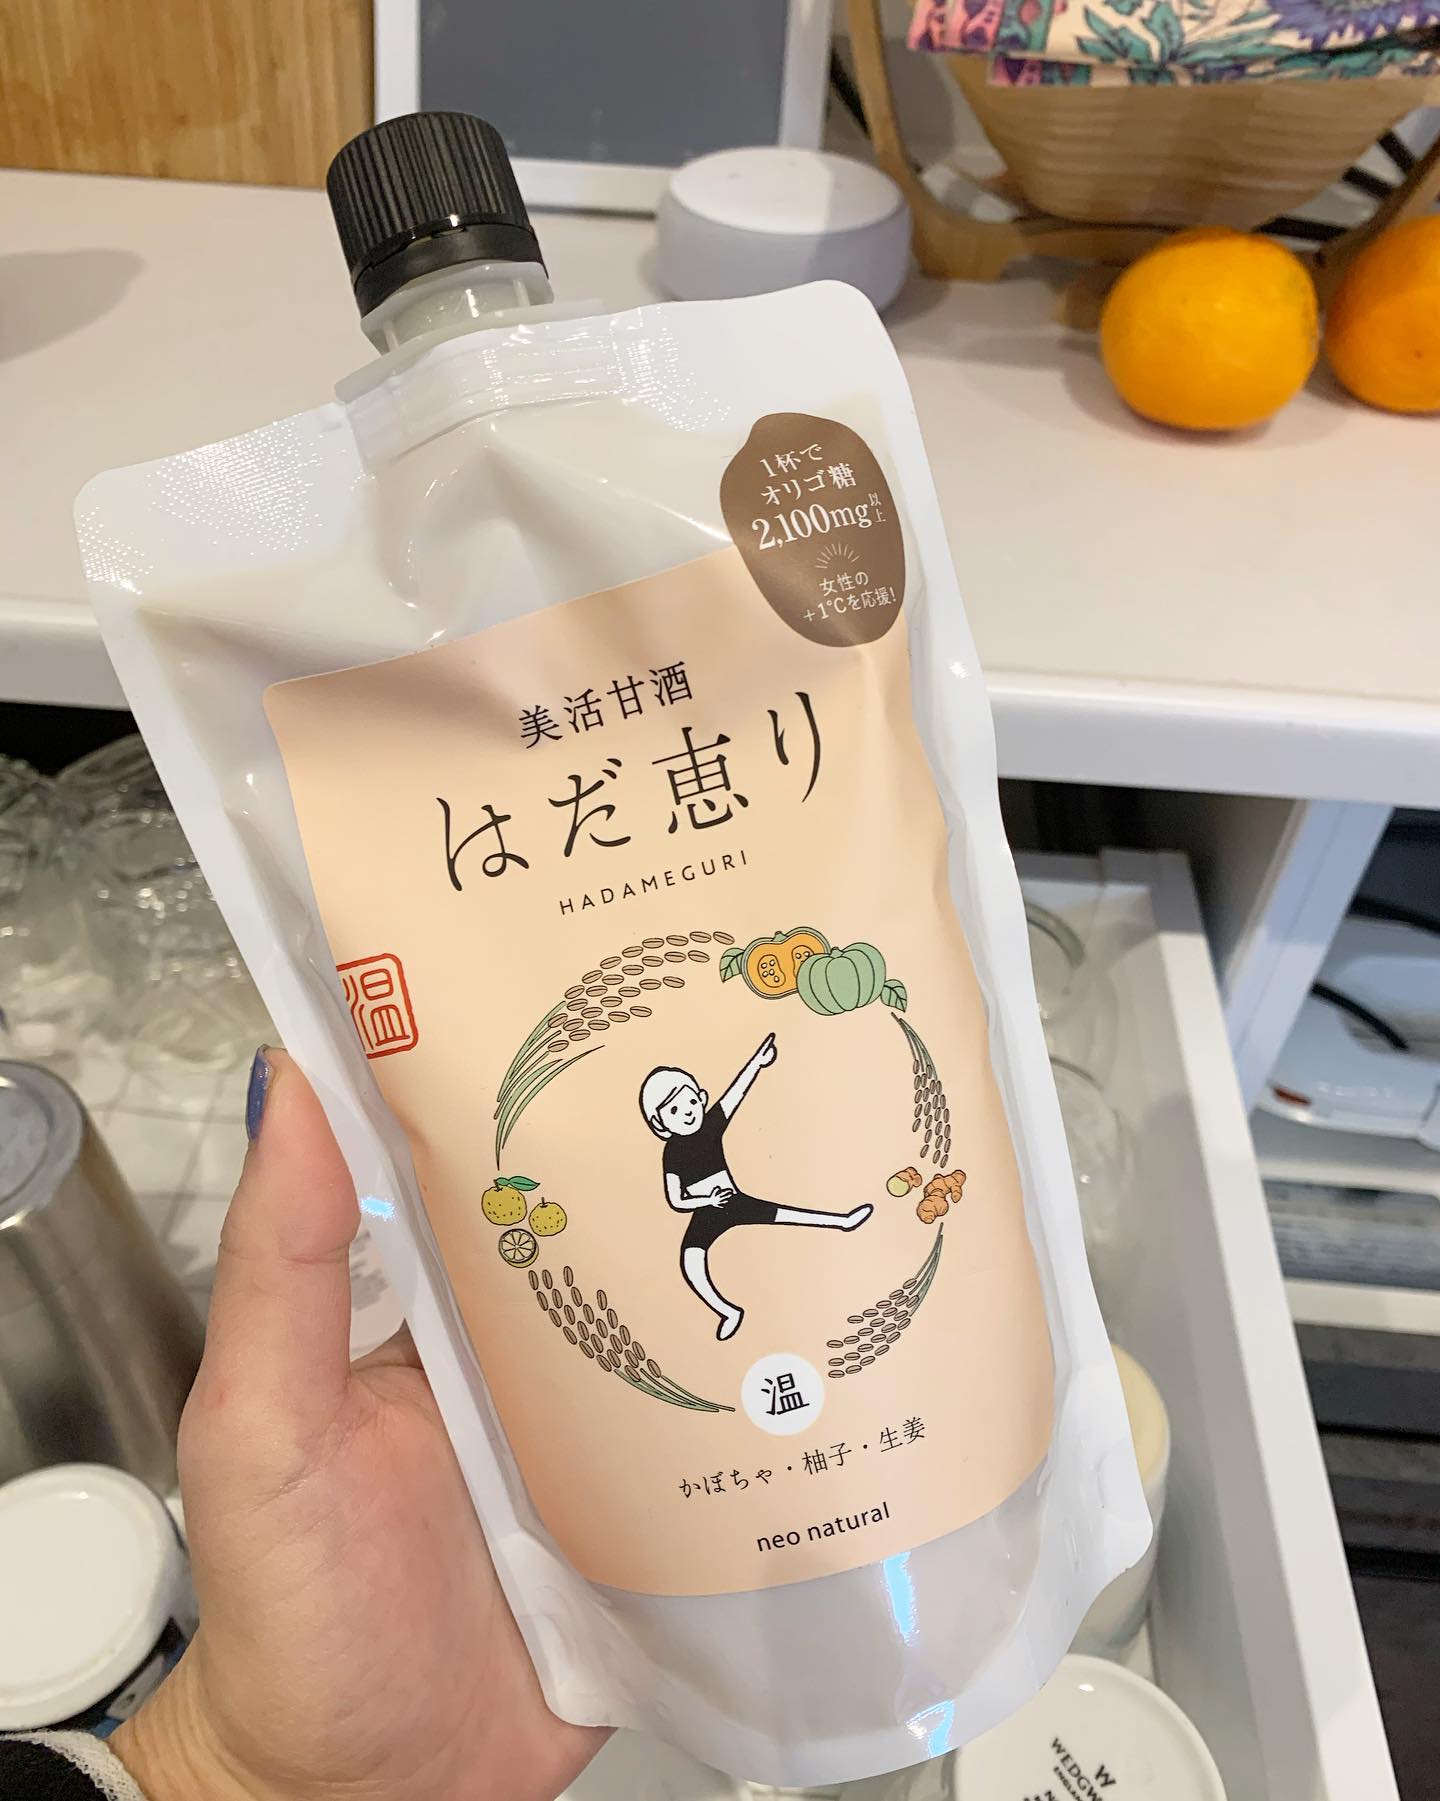 1杯で
オリゴ糖
2,100mg以上
女性の
+1℃を応援!
美活甘酒
はだ恵り
HADAMEGURI
温
温
かぼちゃ・柚子・生姜
neo natural
W
WEDGW
ENGLAN